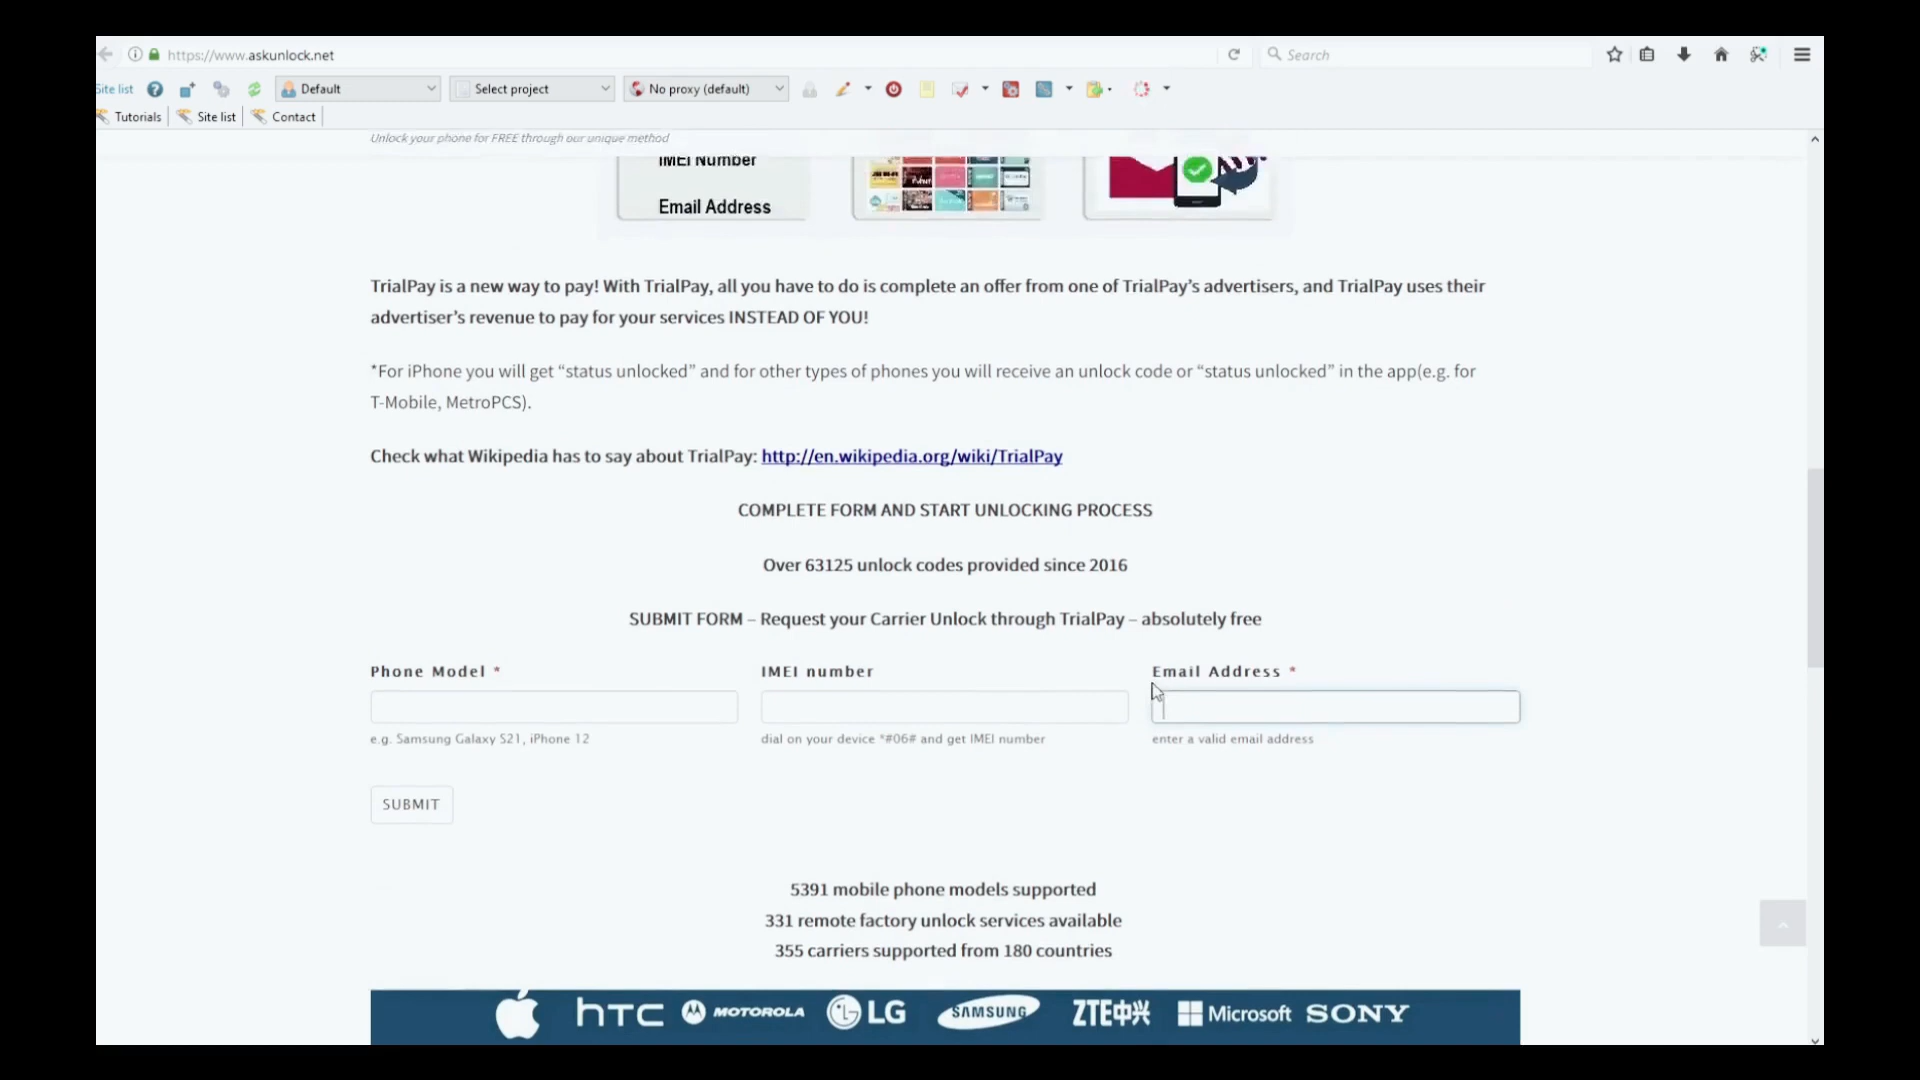 https://www.askunlock.net
Search
Site list
Default
Select project
No proxy (default)
Tutorials
Site list
Contact
Unlock your phone for FREE through our unique method
IMEI Number
Email Address
TrialPay is a new way to pay! With TrialPay, all you have to do is complete an offer from one of TrialPay’s advertisers, and TrialPay uses their
advertiser’s revenue to pay for your services INSTEAD OF YOU!
*For iPhone you will get “status unlocked” and for other types of phones you will receive an unlock code or “status unlocked” in the app(e.g. for
T-Mobile, MetroPCS).
Check what Wikipedia has to say about TrialPay: http://en.wikipedia.org/wiki/TrialPay
COMPLETE FORM AND START UNLOCKING PROCESS
Over 63125 unlock codes provided since 2016
SUBMIT FORM – Request your Carrier Unlock through TrialPay – absolutely free
Phone Model *
IMEI number
Email Address *
e.g. Samsung Galaxy S21, iPhone 12
dial on your device *#06# and get IMEI number
enter a valid email address
SUBMIT
5391 mobile phone models supported
331 remote factory unlock services available
355 carriers supported from 180 countries
hTC MOTOROLA LG SAMSUNG ZTE中兴 Microsoft SONY